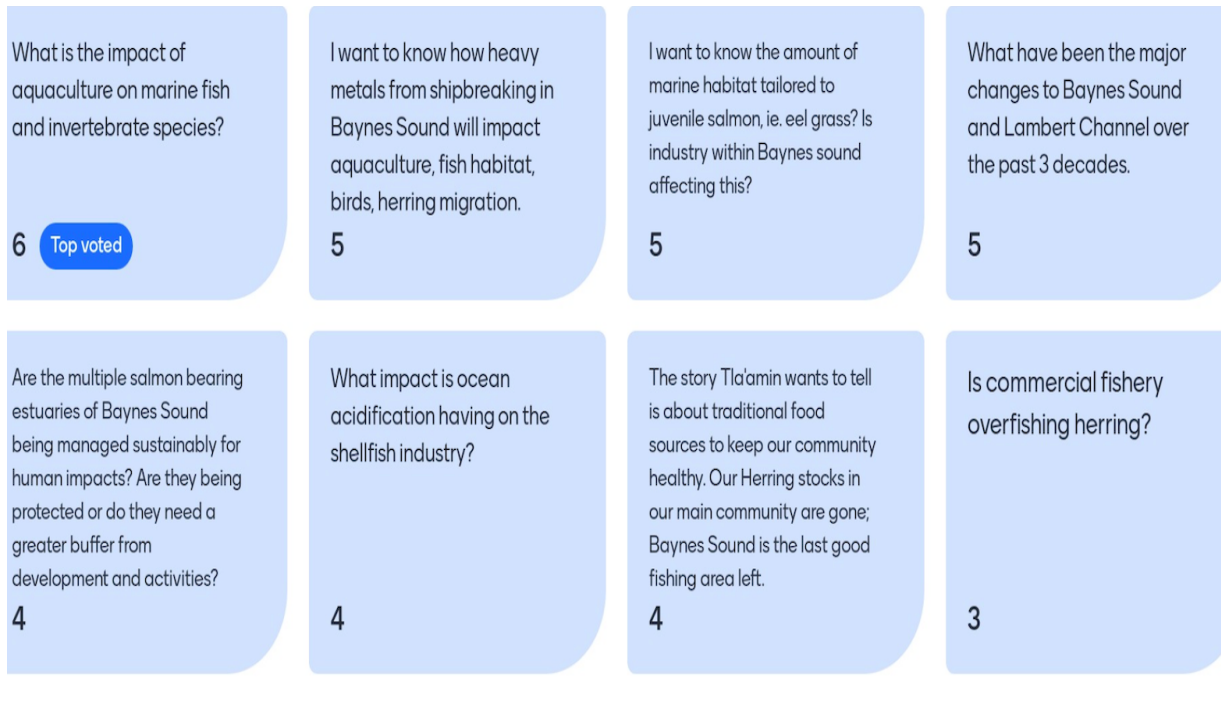 What is the impact of
aquaculture on marine fish
and invertebrate species?
6 Top voted
I want to know how heavy
metals from shipbreaking in
Baynes Sound will impact
aquaculture, fish habitat,
birds, herring migration.
5
I want to know the amount of
marine habitat tailored to
juvenile salmon, ie. eel grass? Is
industry within Baynes sound
affecting this?
5
What have been the major
changes to Baynes Sound
and Lambert Channel over
the past 3 decades.
5
Are the multiple salmon bearing
estuaries of Baynes Sound
being managed sustainably for
human impacts? Are they being
protected or do they need a
greater buffer from
development and activities?
4
What impact is ocean
acidification having on the
shellfish industry?
4
The story Tla'amin wants to tell
is about traditional food
sources to keep our community
healthy. Our Herring stocks in
our main community are gone;
Baynes Sound is the last good
fishing area left.
4
Is commercial fishery
overfishing herring?
3